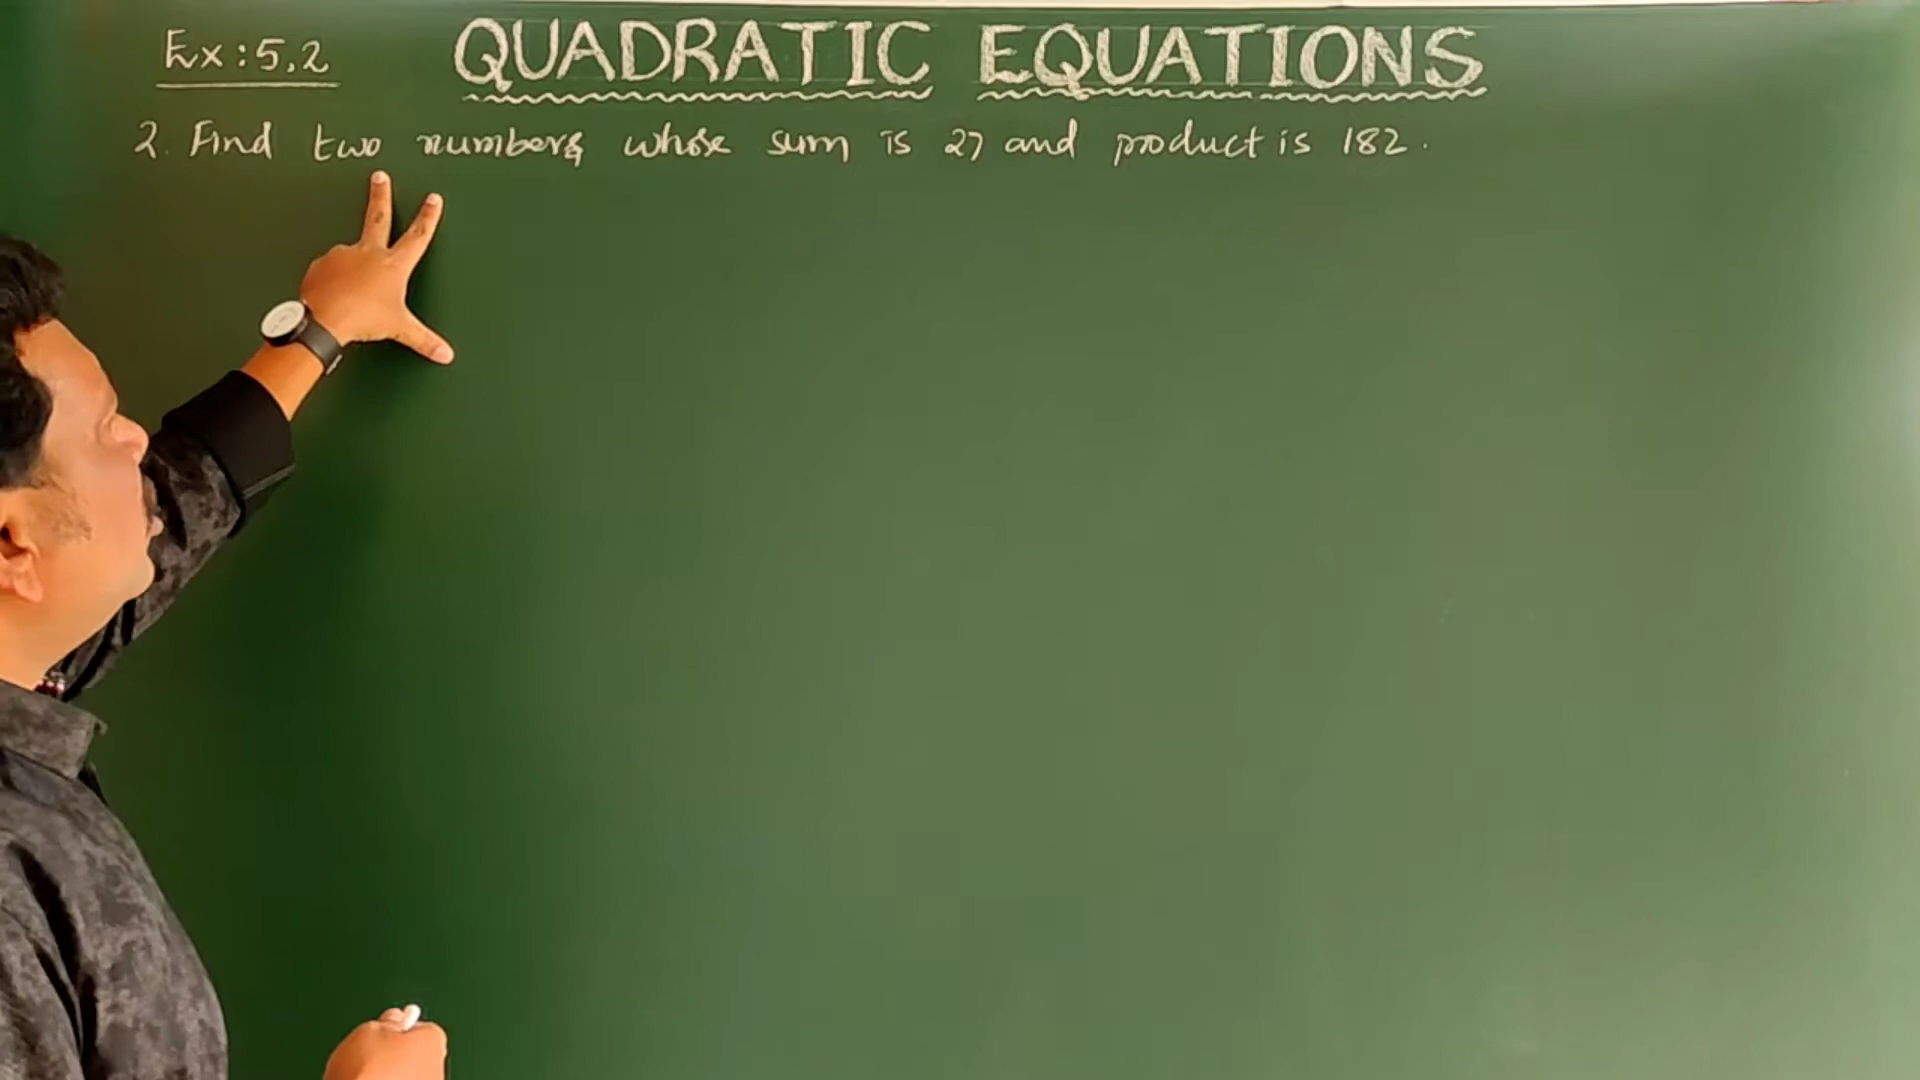 Ex:5.2 QUADRATIC EQUATIONS
2. Find two numbers whose sum is 27 and product is 182.